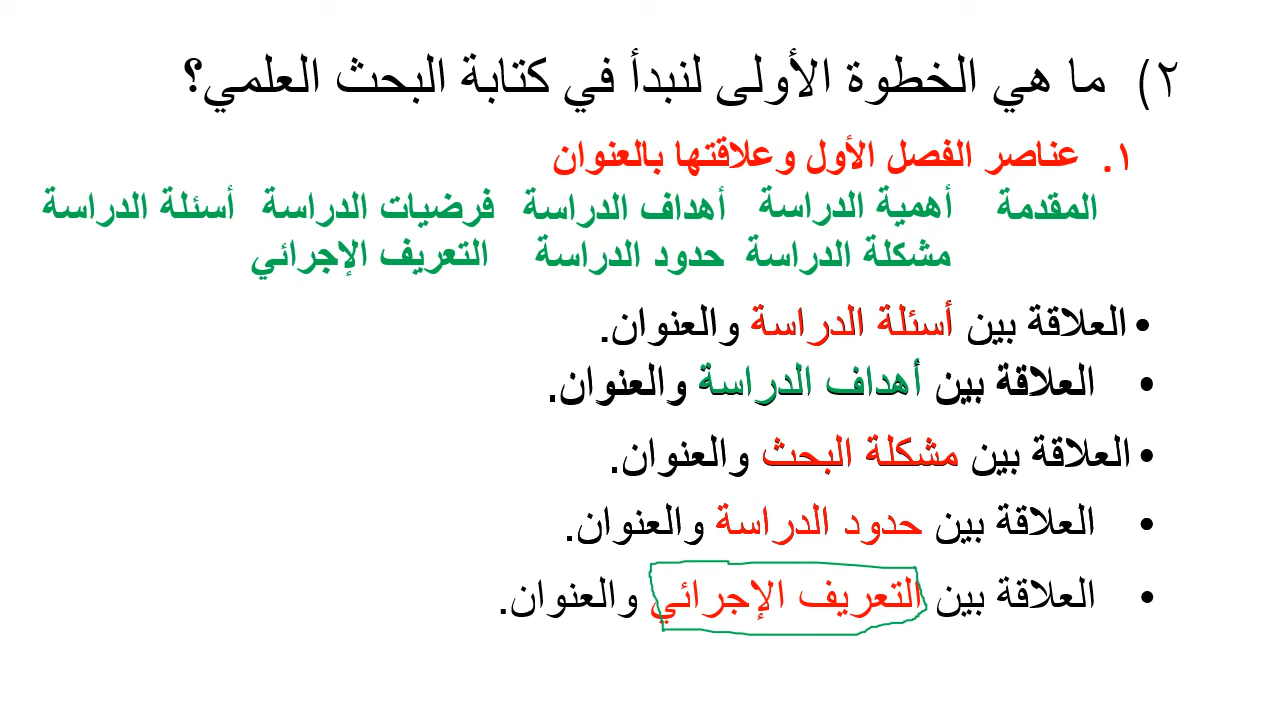 ٢) ما هي الخطوة الأولى لنبدأ في كتابة البحث العلمي؟
١. عناصر الفصل الأول وعلاقتها بالعنوان
المقدمة أهمية الدراسة أهداف الدراسة فرضيات الدراسة أسئلة الدراسة
مشكلة الدراسة حدود الدراسة التعريف الإجرائي
• العلاقة بين أسئلة الدراسة والعنوان.
• العلاقة بين أهداف الدراسة والعنوان.
• العلاقة بين مشكلة البحث والعنوان.
• العلاقة بين حدود الدراسة والعنوان.
• العلاقة بين التعريف الإجرائي والعنوان.